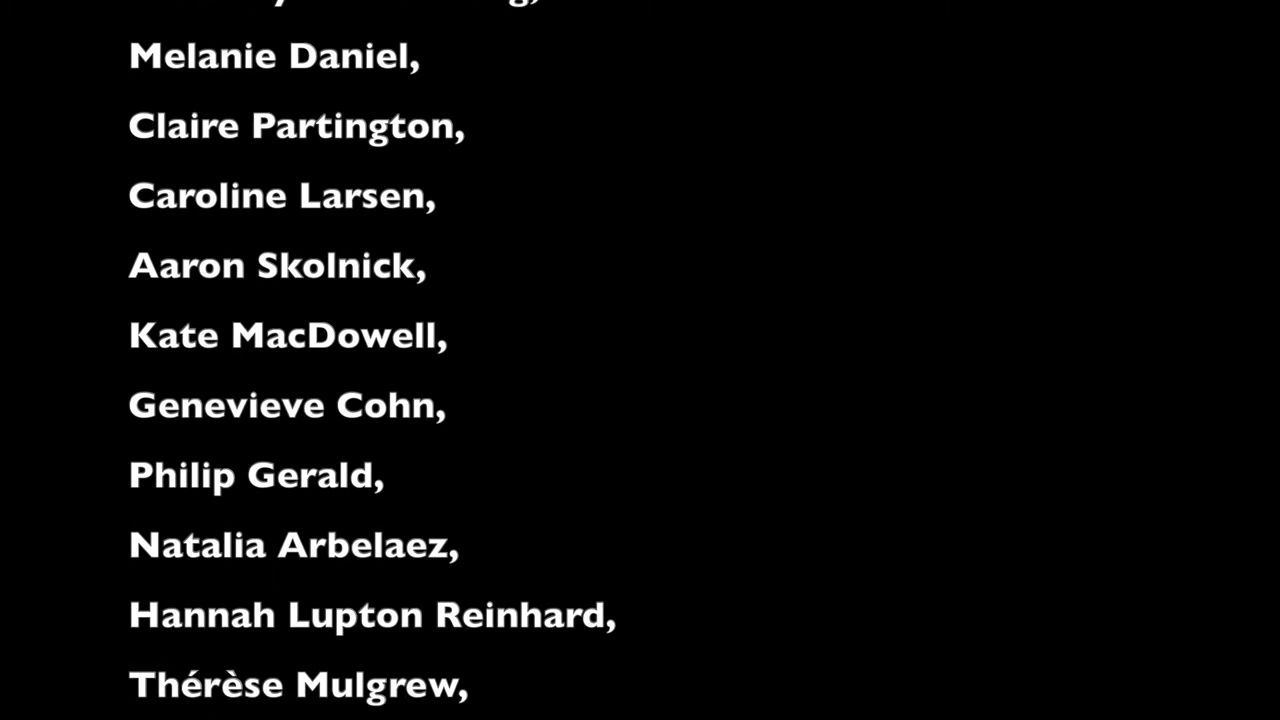 Melanie Daniel,
Claire Partington,
Caroline Larsen,
Aaron Skolnick,
Kate MacDowell,
Genevieve Cohn,
Philip Gerald,
Natalia Arbelaez,
Hannah Lupton Reinhard,
Thérèse Mulgrew,